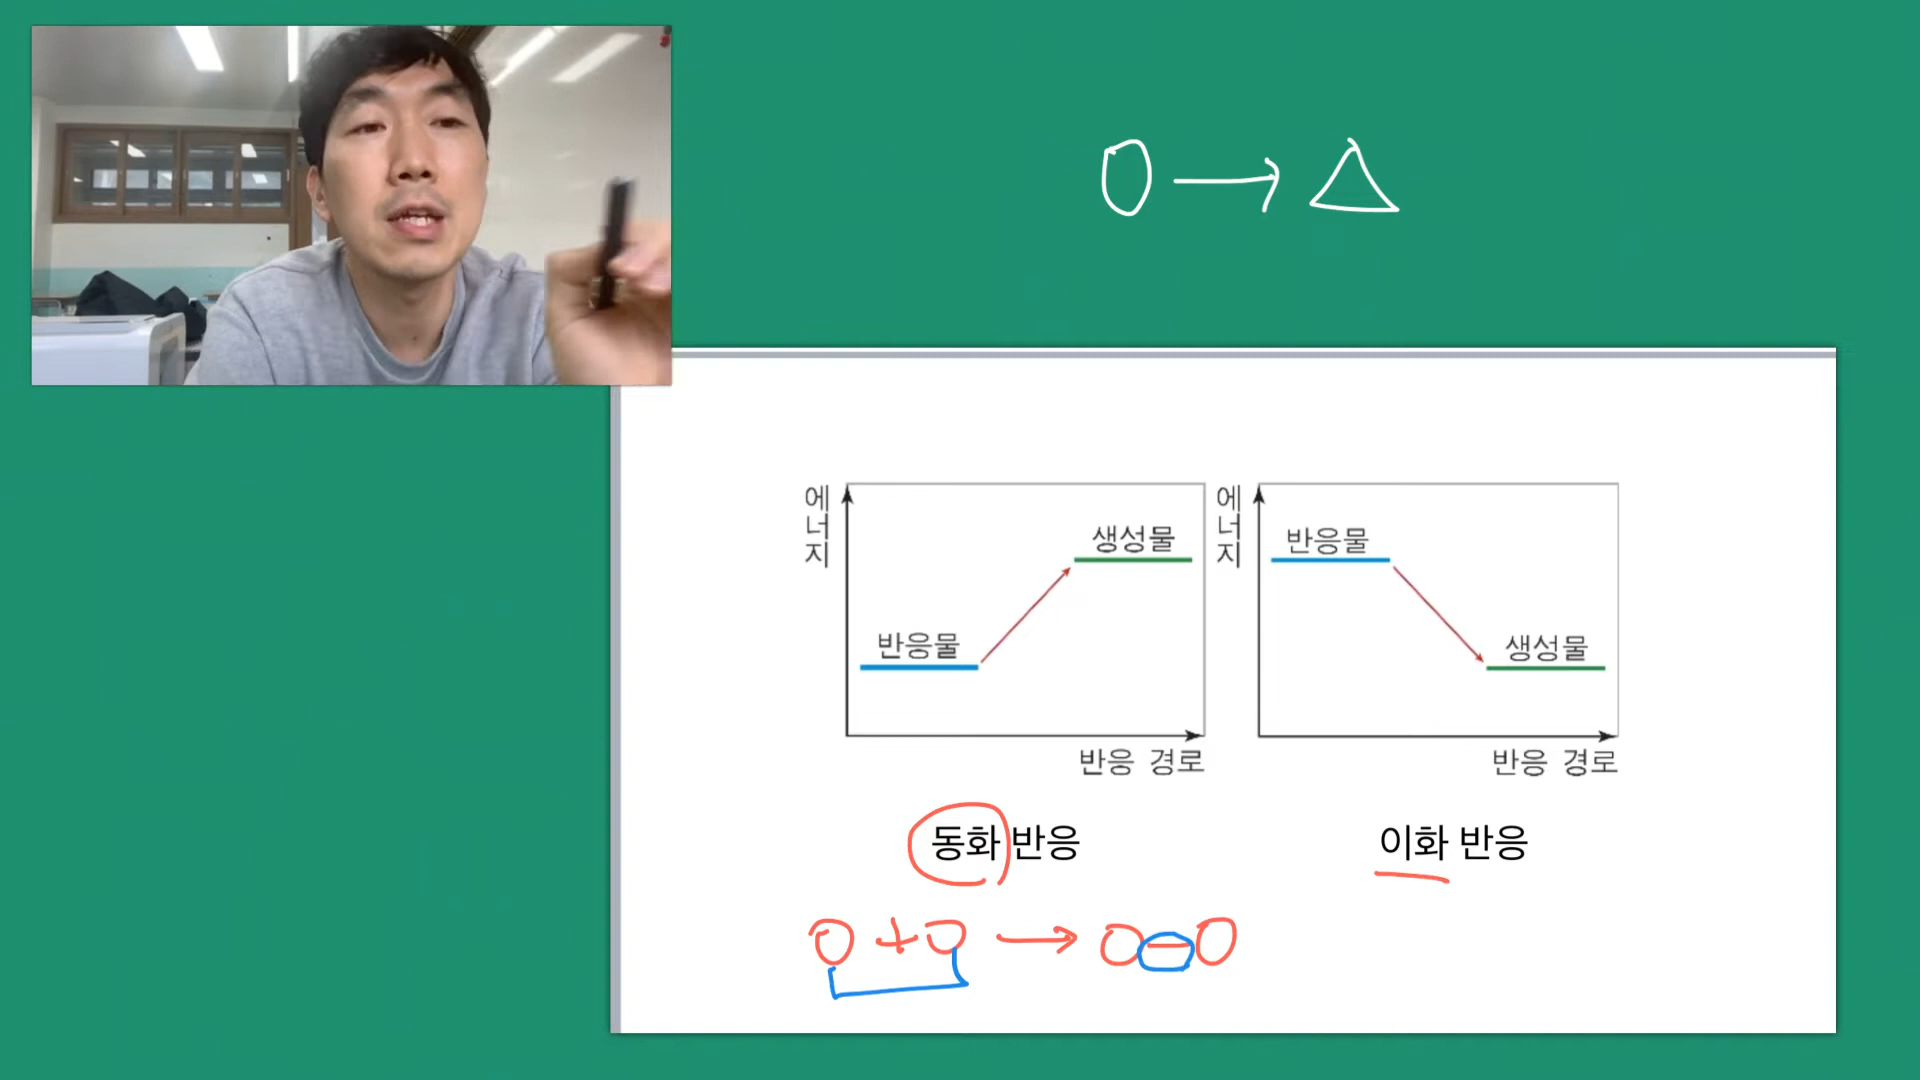 O → △
에너지
생성물
반응물
반응 경로
에너지
반응물
생성물
반응 경로
동화 반응
이화 반응
O + O → O-O